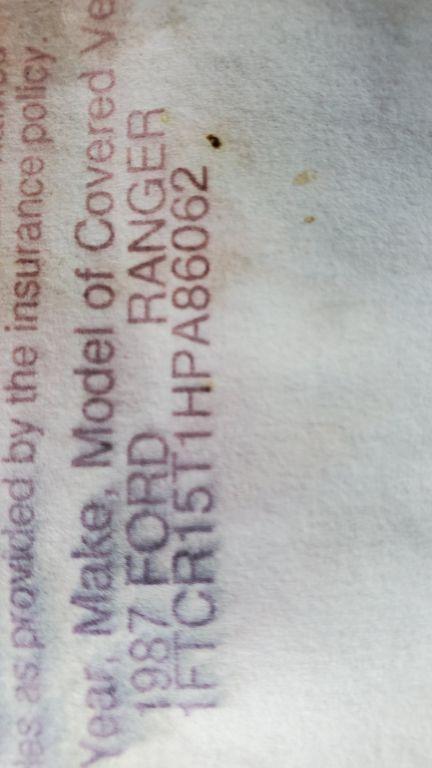 les as provided by the insurance policy.
Year, Make, Model of Covered Ve
1987 FORD RANGER
1FTCR15T1HPA86062